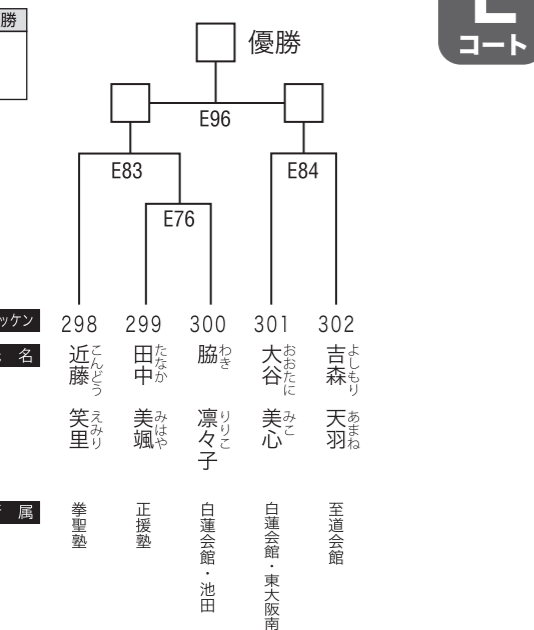 勝
コート
優勝
E96
E83
E84
E76
ッケン
298
299
300
301
302
名
近藤 笑里
こんどう えみり
田中 美颯
たなか みはや
脇 凛々子
わき りりこ
大谷 美心
おおたに みこ
吉森 天羽
よしもり あまね
属
拳聖塾
正援塾
白蓮会館・池田
白蓮会館・東大阪南
至道会館